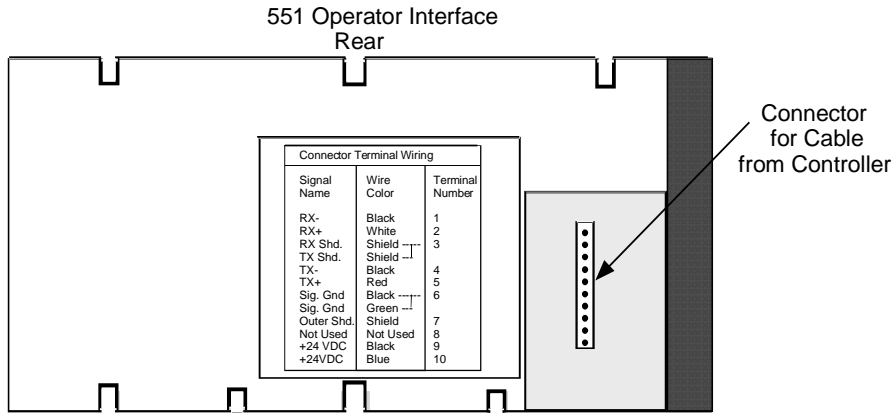 551 Operator Interface
Rear
Connector
for Cable
from Controller
Connector Terminal Wiring
Signal Wire Terminal
Name Color Number
RX- Black 1
RX+ White 2
RX Shd. Shield 3
TX Shd. Shield
TX- Black 4
TX+ Red 5
Sig. Gnd Black 6
Sig. Gnd Green
Outer Shd. Shield 7
Not Used Not Used 8
+24 VDC Black 9
+24VDC Blue 10